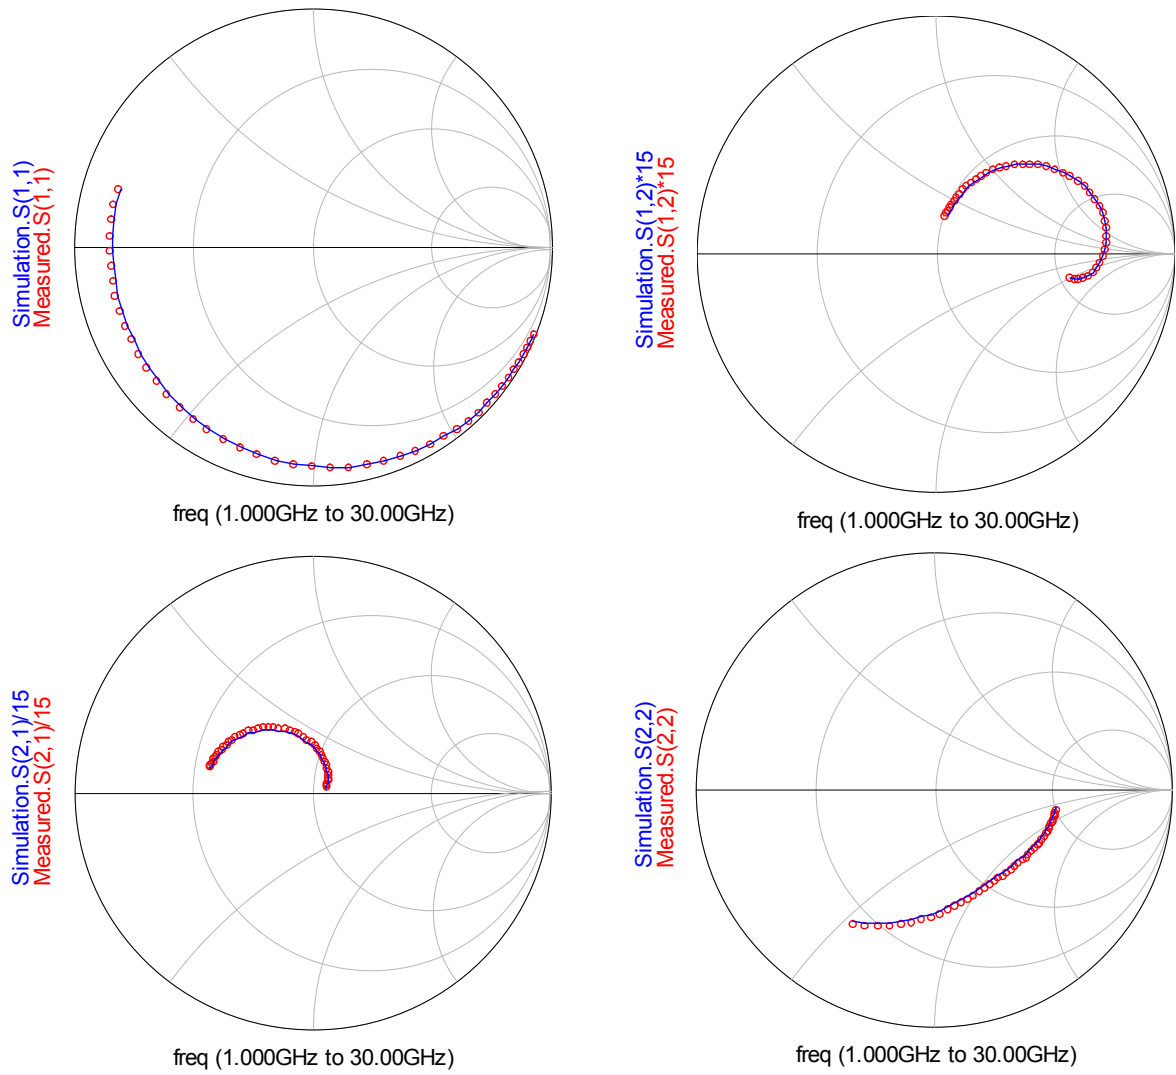 Simulation.S(1,1)
Measured.S(1,1)
freq (1.000GHz to 30.00GHz)
Simulation.S(1,2)*15
Measured.S(1,2)*15
freq (1.000GHz to 30.00GHz)
Simulation.S(2,1)/15
Measured.S(2,1)/15
freq (1.000GHz to 30.00GHz)
Simulation.S(2,2)
Measured.S(2,2)
freq (1.000GHz to 30.00GHz)